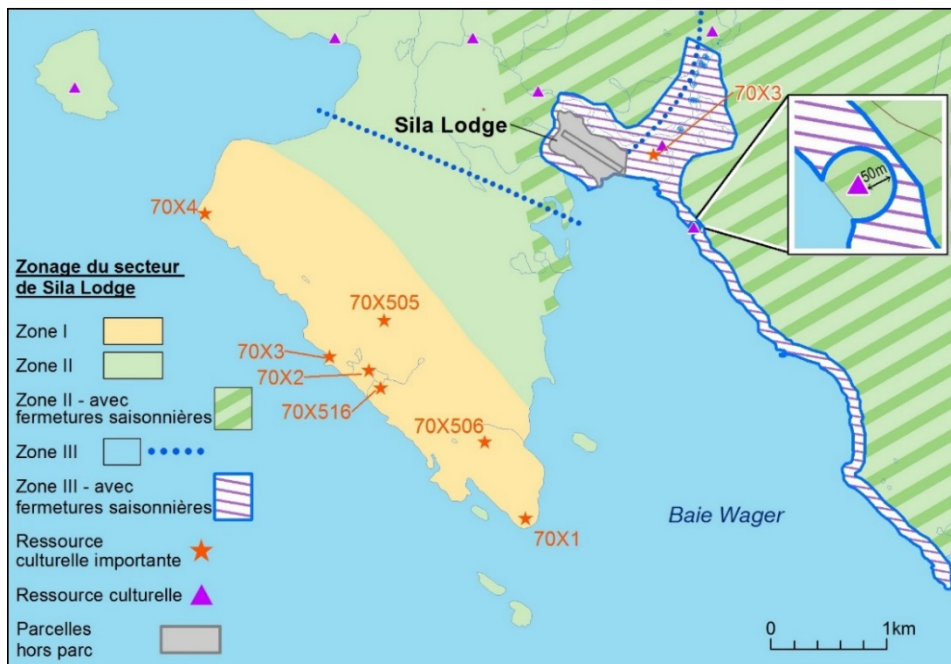 70X3
Sila Lodge
50m
70X4
Zonage du secteur
de Sila Lodge
Zone I
Zone II
Zone II - avec
fermetures saisonnières
Zone III
Zone III - avec
fermetures saisonnières
Ressource
culturelle importante
Ressource culturelle
Parcelles
hors parc
70X505
70X3
70X2
70X516
70X506
70X1
Baie Wager
0
1km